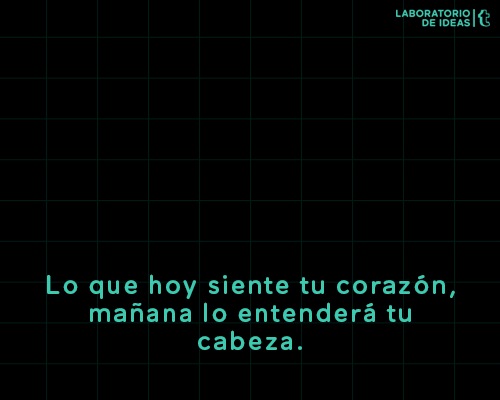 LABORATORIO
DE IDEAS
Lo que hoy siente tu corazón,
mañana lo entenderá tu
cabeza.